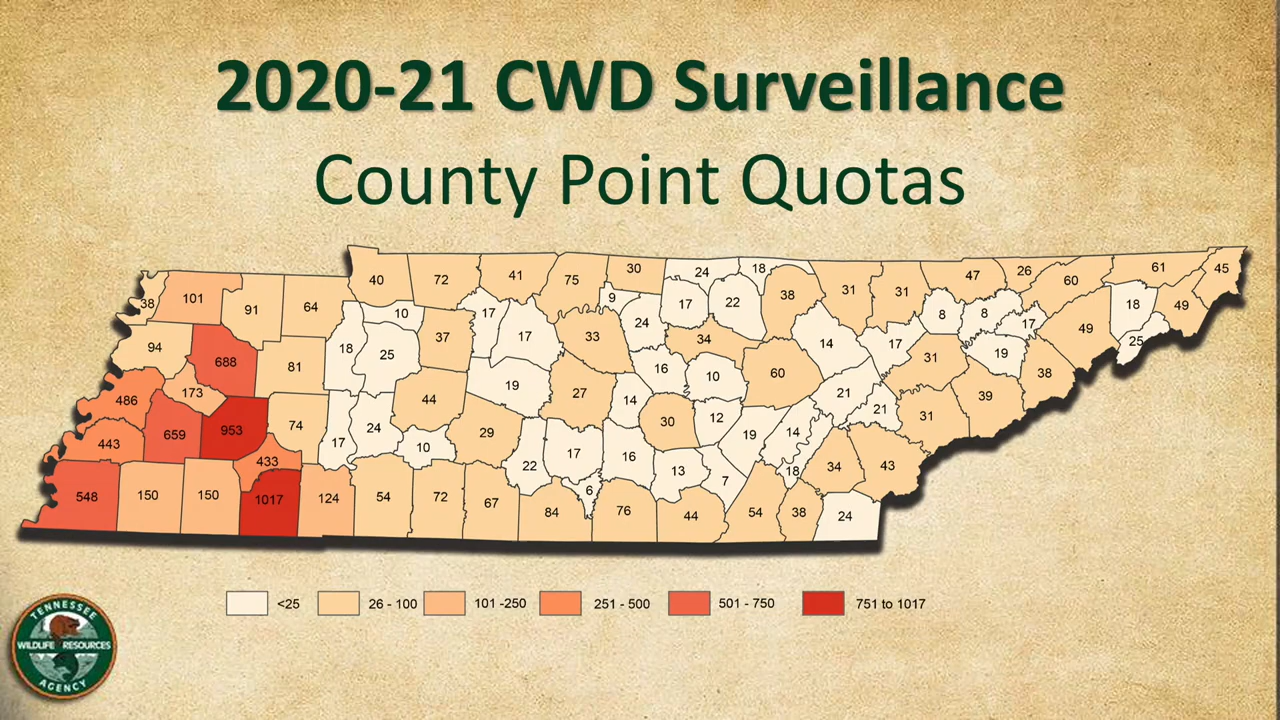 2020-21 CWD Surveillance
County Point Quotas
40 72 41 75 30 24 18 47 26 60 61 45
38 101 91 64 10 17 9 24 17 22 38 31 31 8 8 17 49 18 49
94 688 81 18 25 37 17 33 34 14 17 31 19 25
486 173 44 19 27 16 10 60 21 38
443 659 953 74 17 24 10 29 14 30 12 19 14 21 31 39
433 22 17 16 13 7 18 34 43
548 150 150 1017 124 54 72 67 84 6 76 44 54 38 24
<25 26 - 100 101 -250 251 - 500 501 - 750 751 to 1017
TENNESSEE
WILDLIFE RESOURCES
AGENCY